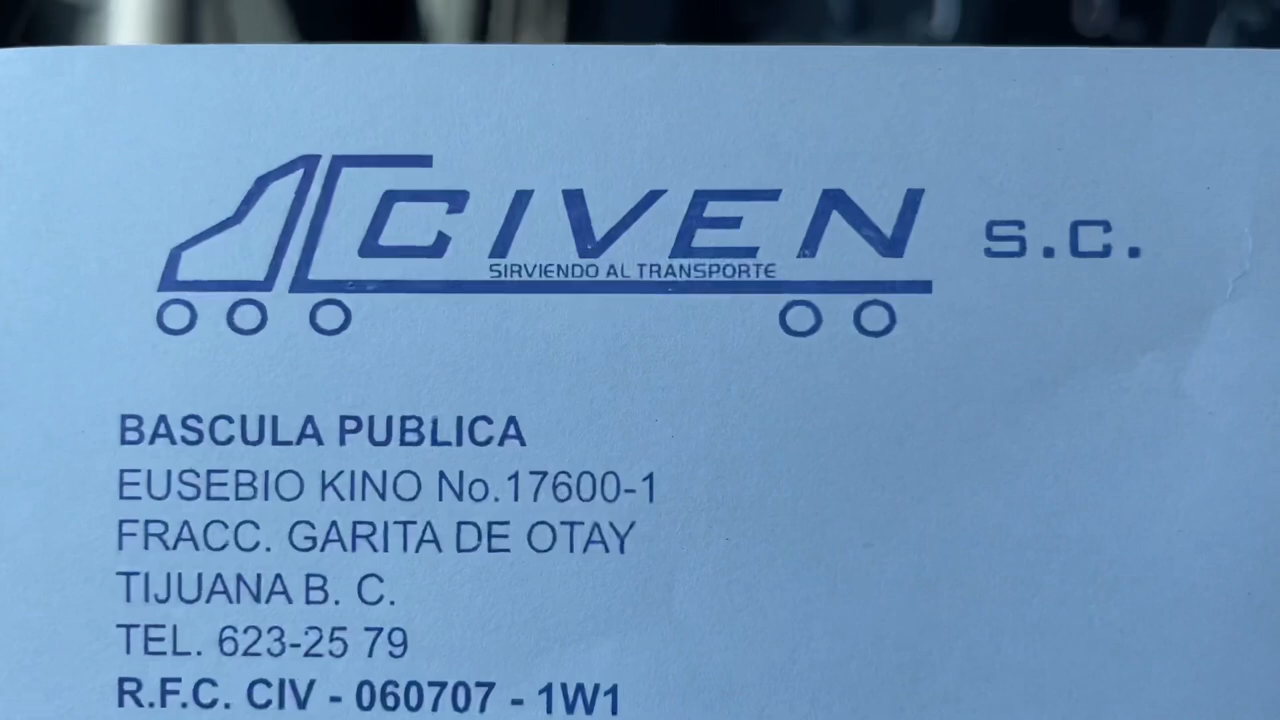 CIVEN S.C.
SIRVIENDO AL TRANSPORTE
BASCULA PUBLICA
EUSEBIO KINO No.17600-1
FRACC. GARITA DE OTAY
TIJUANA B. C.
TEL. 623-25 79
R.F.C. CIV - 060707 - 1W1